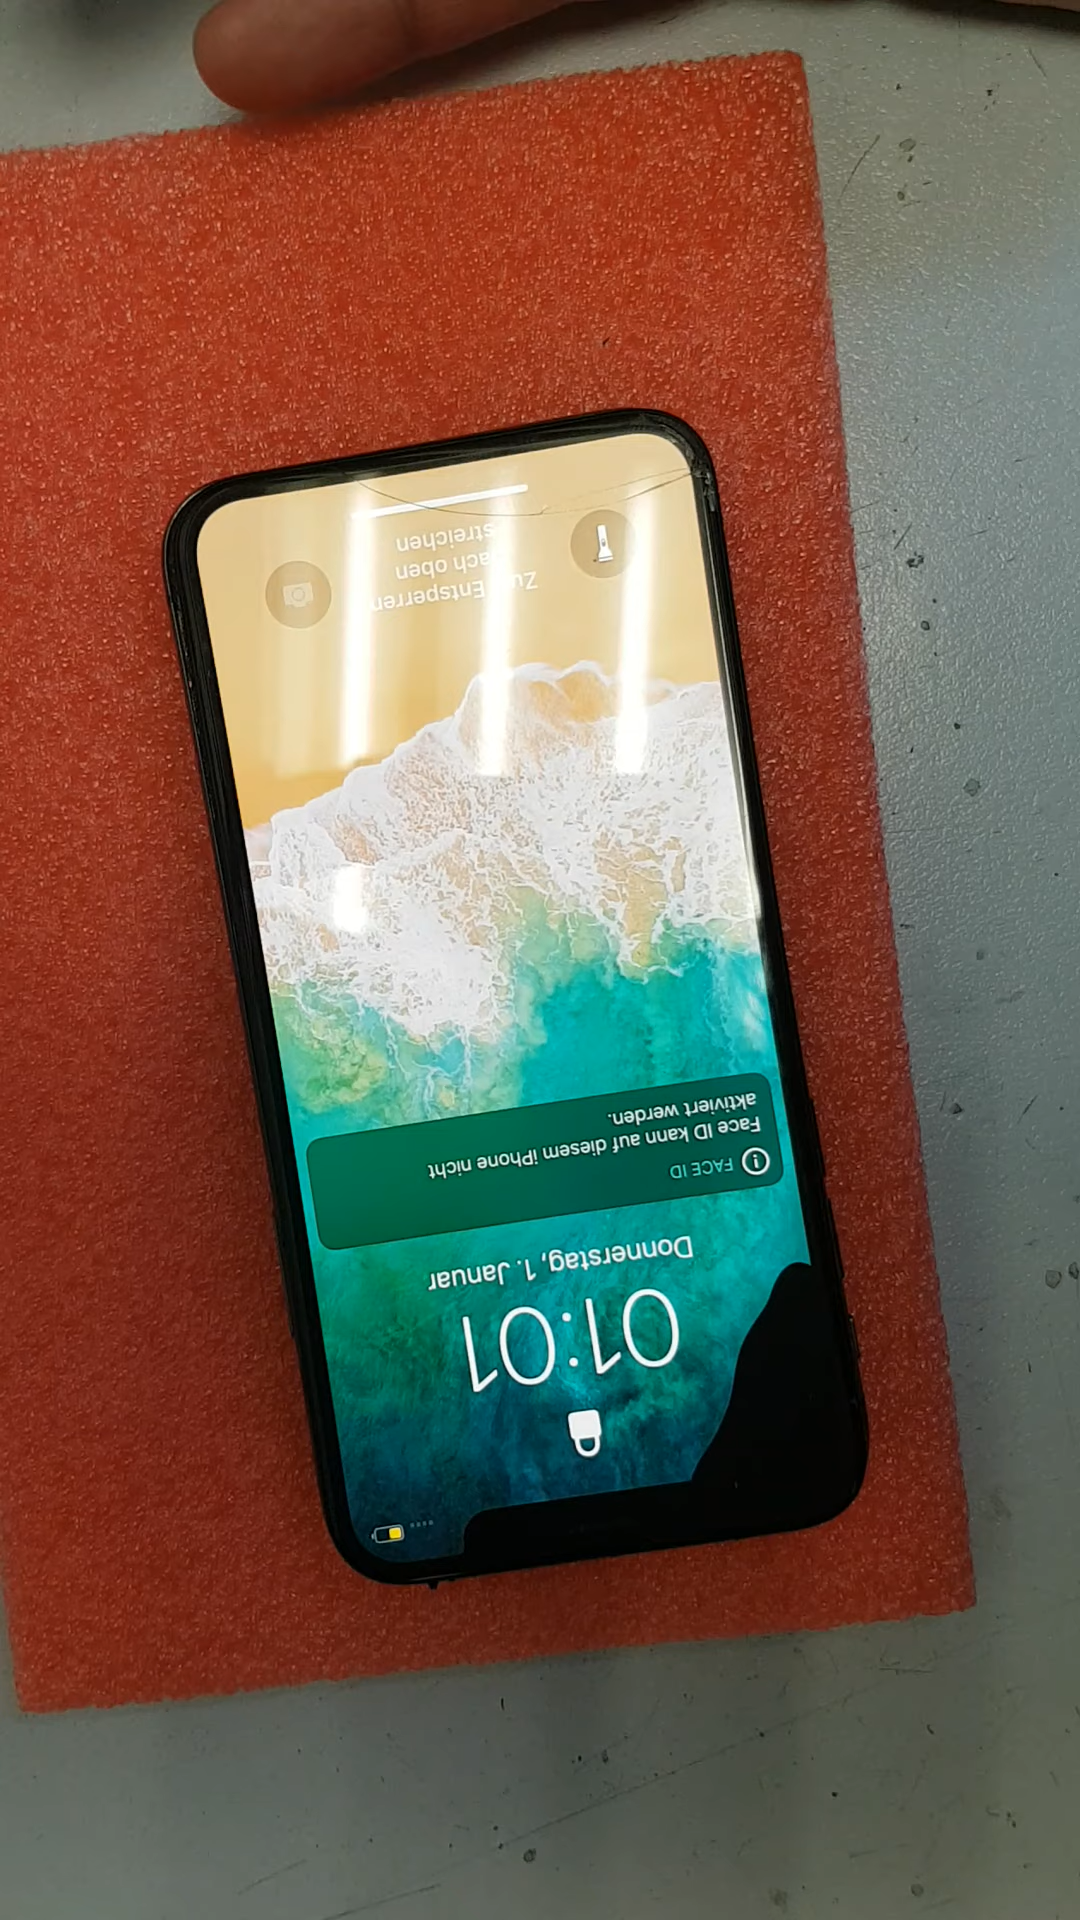 01:01
Donnerstag, 1. Januar
FACE ID
Face ID kann auf diesem iPhone nicht
aktiviert werden.
Zum Entsperren
nach oben
streichen